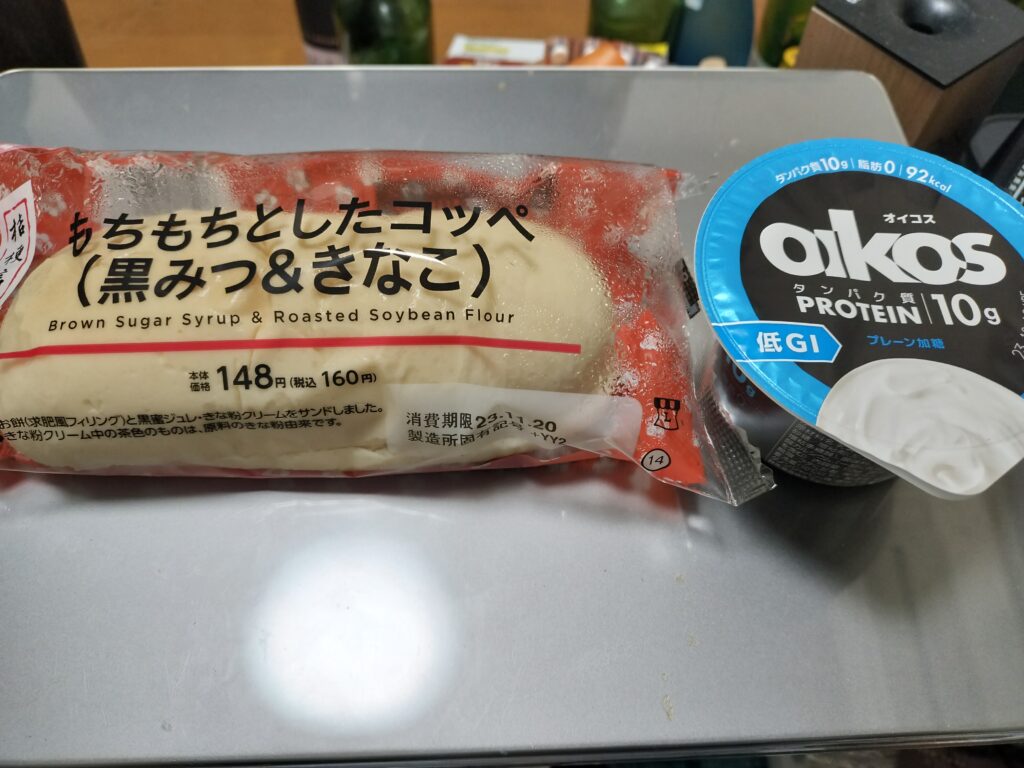 桔梗
もちもちとしたコッペ
(黒みつ&きなこ)
Brown Sugar Syrup & Roasted Soybean Flour
本体価格 148円(税込 160円)
お餅(求肥風フィリング)と黒蜜ジュレ・きな粉クリームをサンドしました。
きな粉クリーム中の茶色のものは、原料のきな粉由来です。
消費期限 23.11.20
製造所固有記号 +YY2
L
14
タンパク質10g | 脂肪0 | 92kcal
オイコス
oikos
タンパク質
PROTEIN 10g
低GI
プレーン加糖